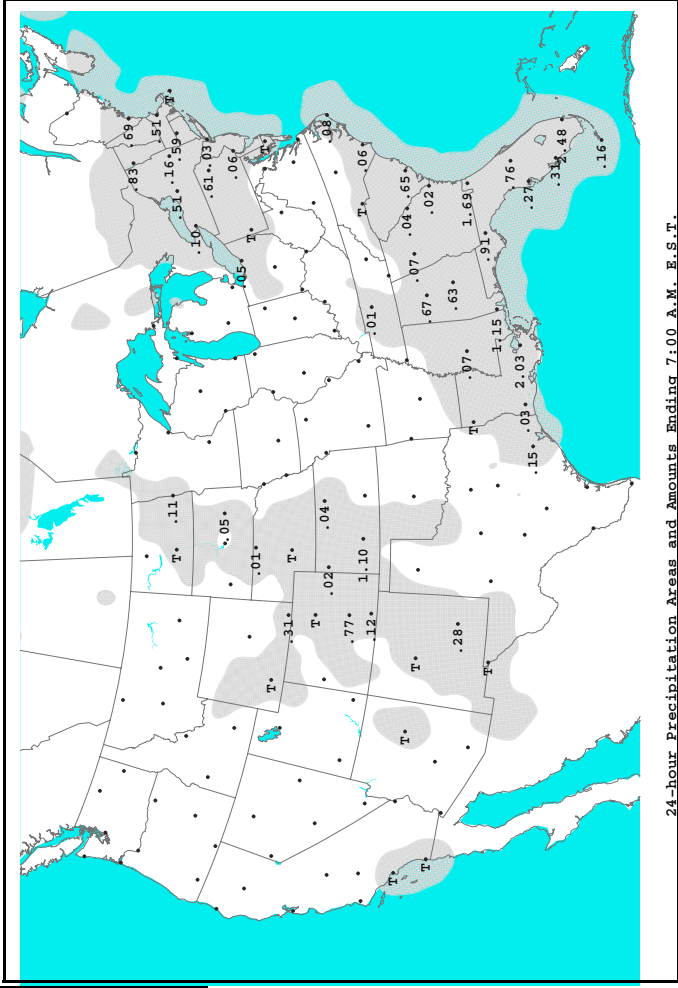 .69
.83
.51
T
.16
.59
.51
.11
T
.10
.03
.61
.05
.06
.05
T
.01
T
T
.31
T
T
.04
.08
.02
.77
.06
T
1.10
.01
.12
T
T
.65
.04
.07
T
.02
.67
T
.63
.28
.07
1.69
T
.91
T
1.15
.76
2.03
.03
.27
.15
.31
2.48
.16
24-hour Precipitation Areas and Amounts Ending 7:00 A.M. E.S.T.